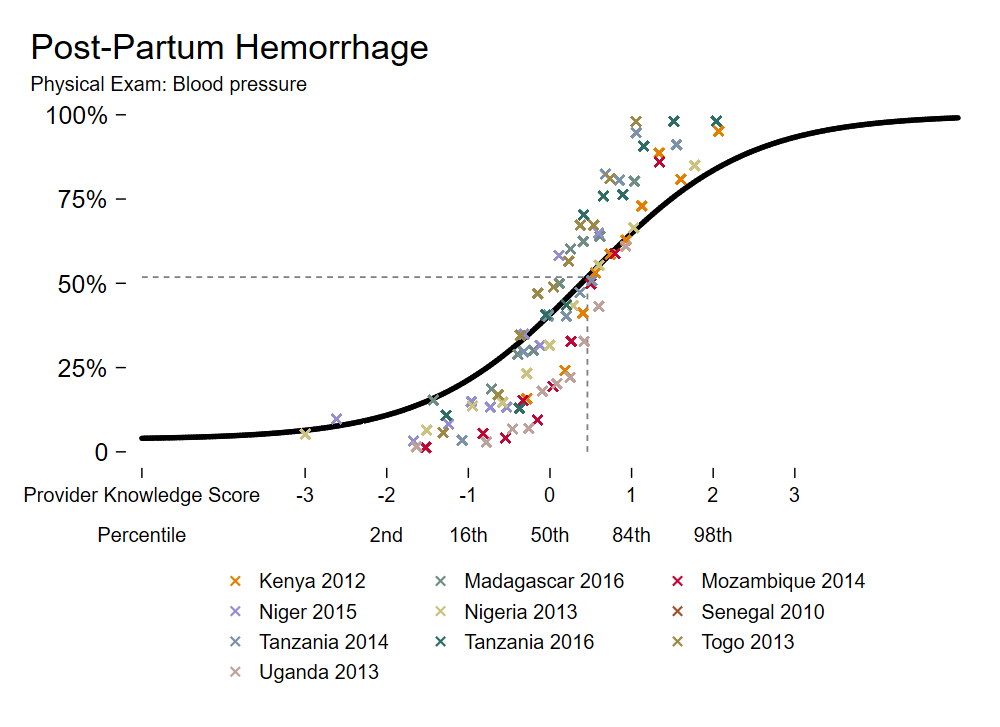 Post-Partum Hemorrhage
Physical Exam: Blood pressure
100%
75%
50%
25%
0
Provider Knowledge Score -3 -2 -1 0 1 2 3
Percentile 2nd 16th 50th 84th 98th
Kenya 2012 Madagascar 2016 Mozambique 2014
Niger 2015 Nigeria 2013 Senegal 2010
Tanzania 2014 Tanzania 2016 Togo 2013
Uganda 2013